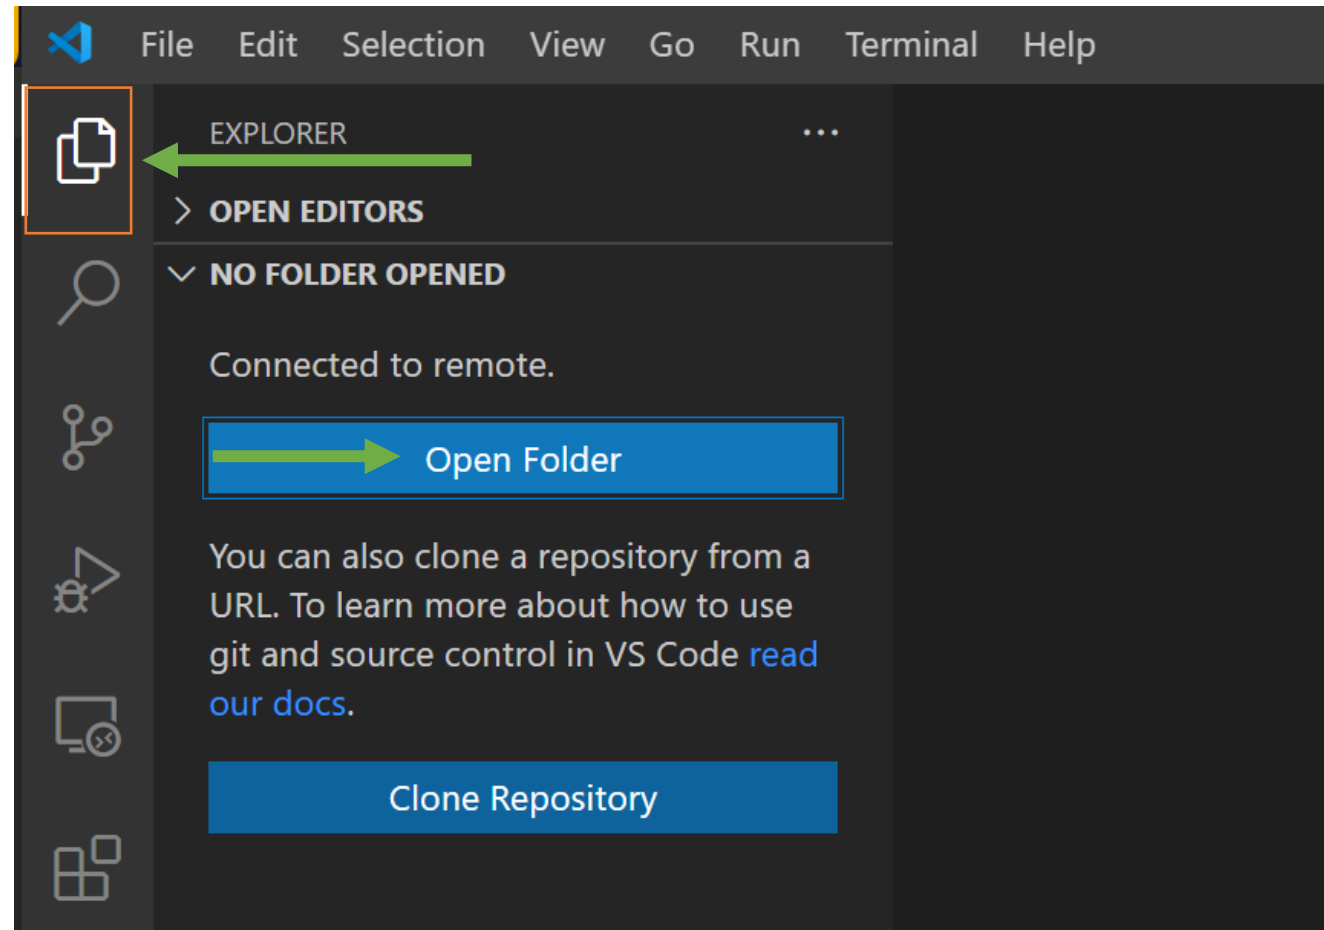 File Edit Selection View Go Run Terminal Help
EXPLORER
OPEN EDITORS
NO FOLDER OPENED
Connected to remote.
Open Folder
You can also clone a repository from a
URL. To learn more about how to use
git and source control in VS Code read
our docs.
Clone Repository